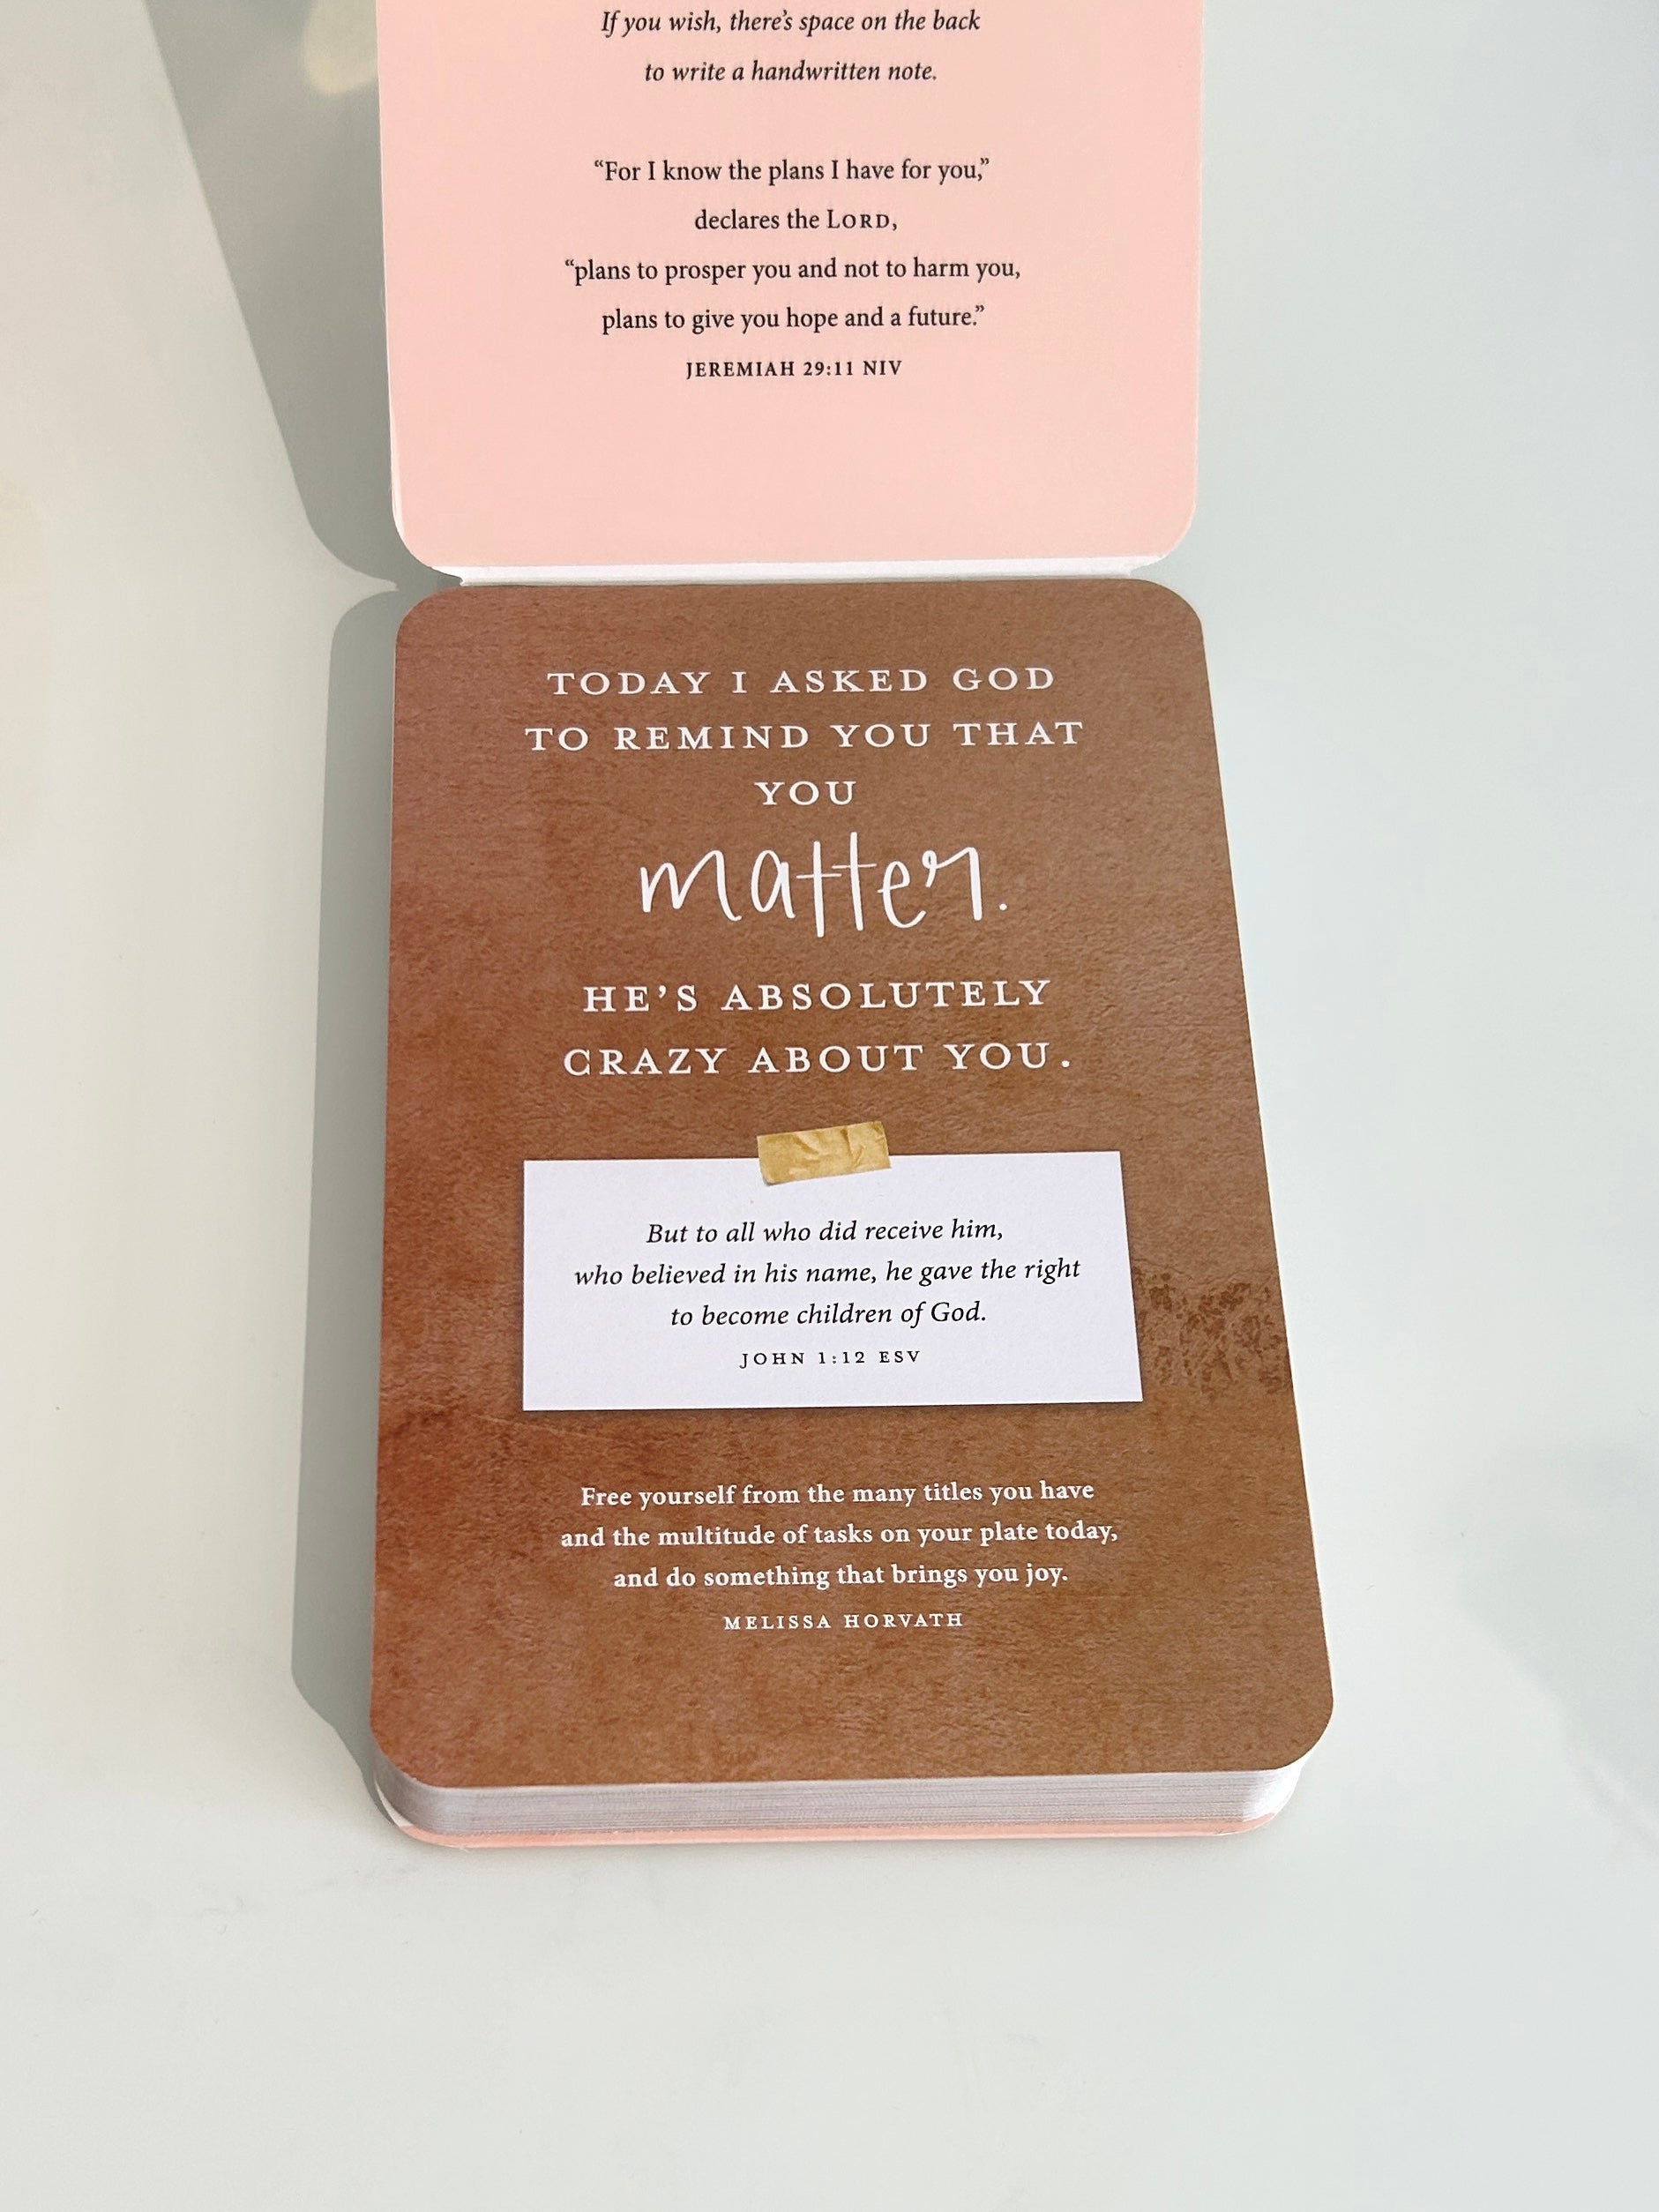 If you wish, there's space on the back
to write a handwritten note.
“For I know the plans I have for you,”
declares the LORD,
“plans to prosper you and not to harm you,
plans to give you hope and a future.”
JEREMIAH 29:11 NIV
TODAY I ASKED GOD
TO REMIND YOU THAT
YOU
matter.
HE’S ABSOLUTELY
CRAZY ABOUT YOU.
But to all who did receive him,
who believed in his name, he gave the right
to become children of God.
JOHN 1:12 ESV
Free yourself from the many titles you have
and the multitude of tasks on your plate today,
and do something that brings you joy.
MELISSA HORVATH